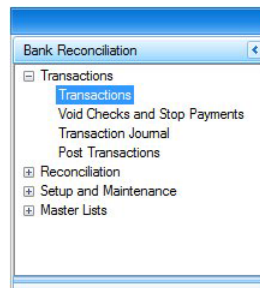 Bank Reconciliation
Transactions
Transactions
Void Checks and Stop Payments
Transaction Journal
Post Transactions
Reconciliation
Setup and Maintenance
Master Lists